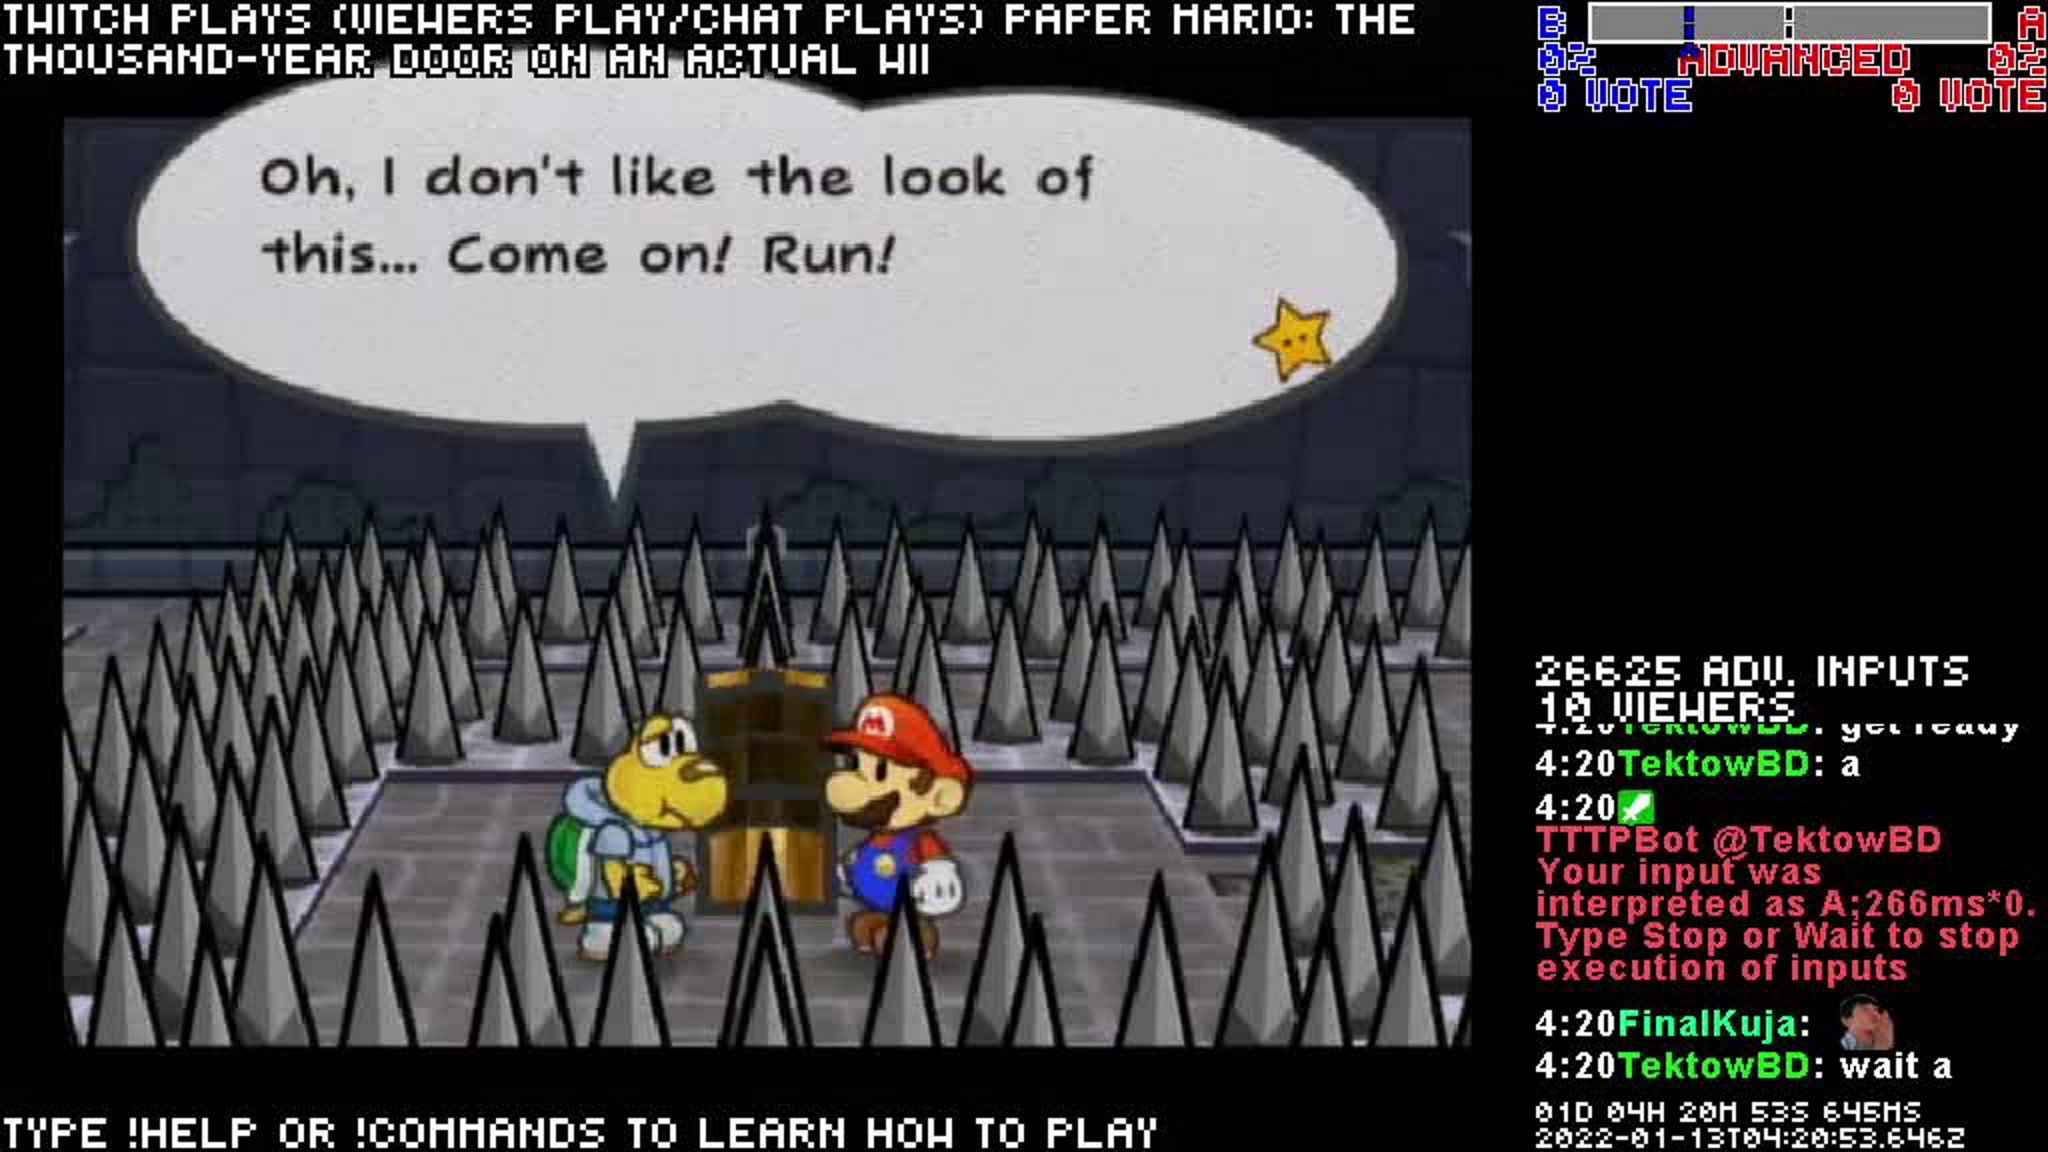 TWITCH PLAYS (VIEWERS PLAY/CHAT PLAYS) PAPER MARIO: THE
THOUSAND-YEAR DOOR ON AN ACTUAL WII
B A
0% ADVANCED 0%
0 VOTE 0 VOTE
Oh, I don't like the look of
this... Come on! Run!
M
26625 ADV. INPUTS
10 VIEWERS
4:20TektowBD: get ready
4:20TektowBD: a
4:20
TTTPBot @TektowBD
Your input was
interpreted as A;266ms*0.
Type Stop or Wait to stop
execution of inputs
4:20FinalKuja:
4:20TektowBD: wait a
01D 04H 20M 53S 645MS
2022-01-13T04:20:53.646Z
TYPE !HELP OR !COMMANDS TO LEARN HOW TO PLAY